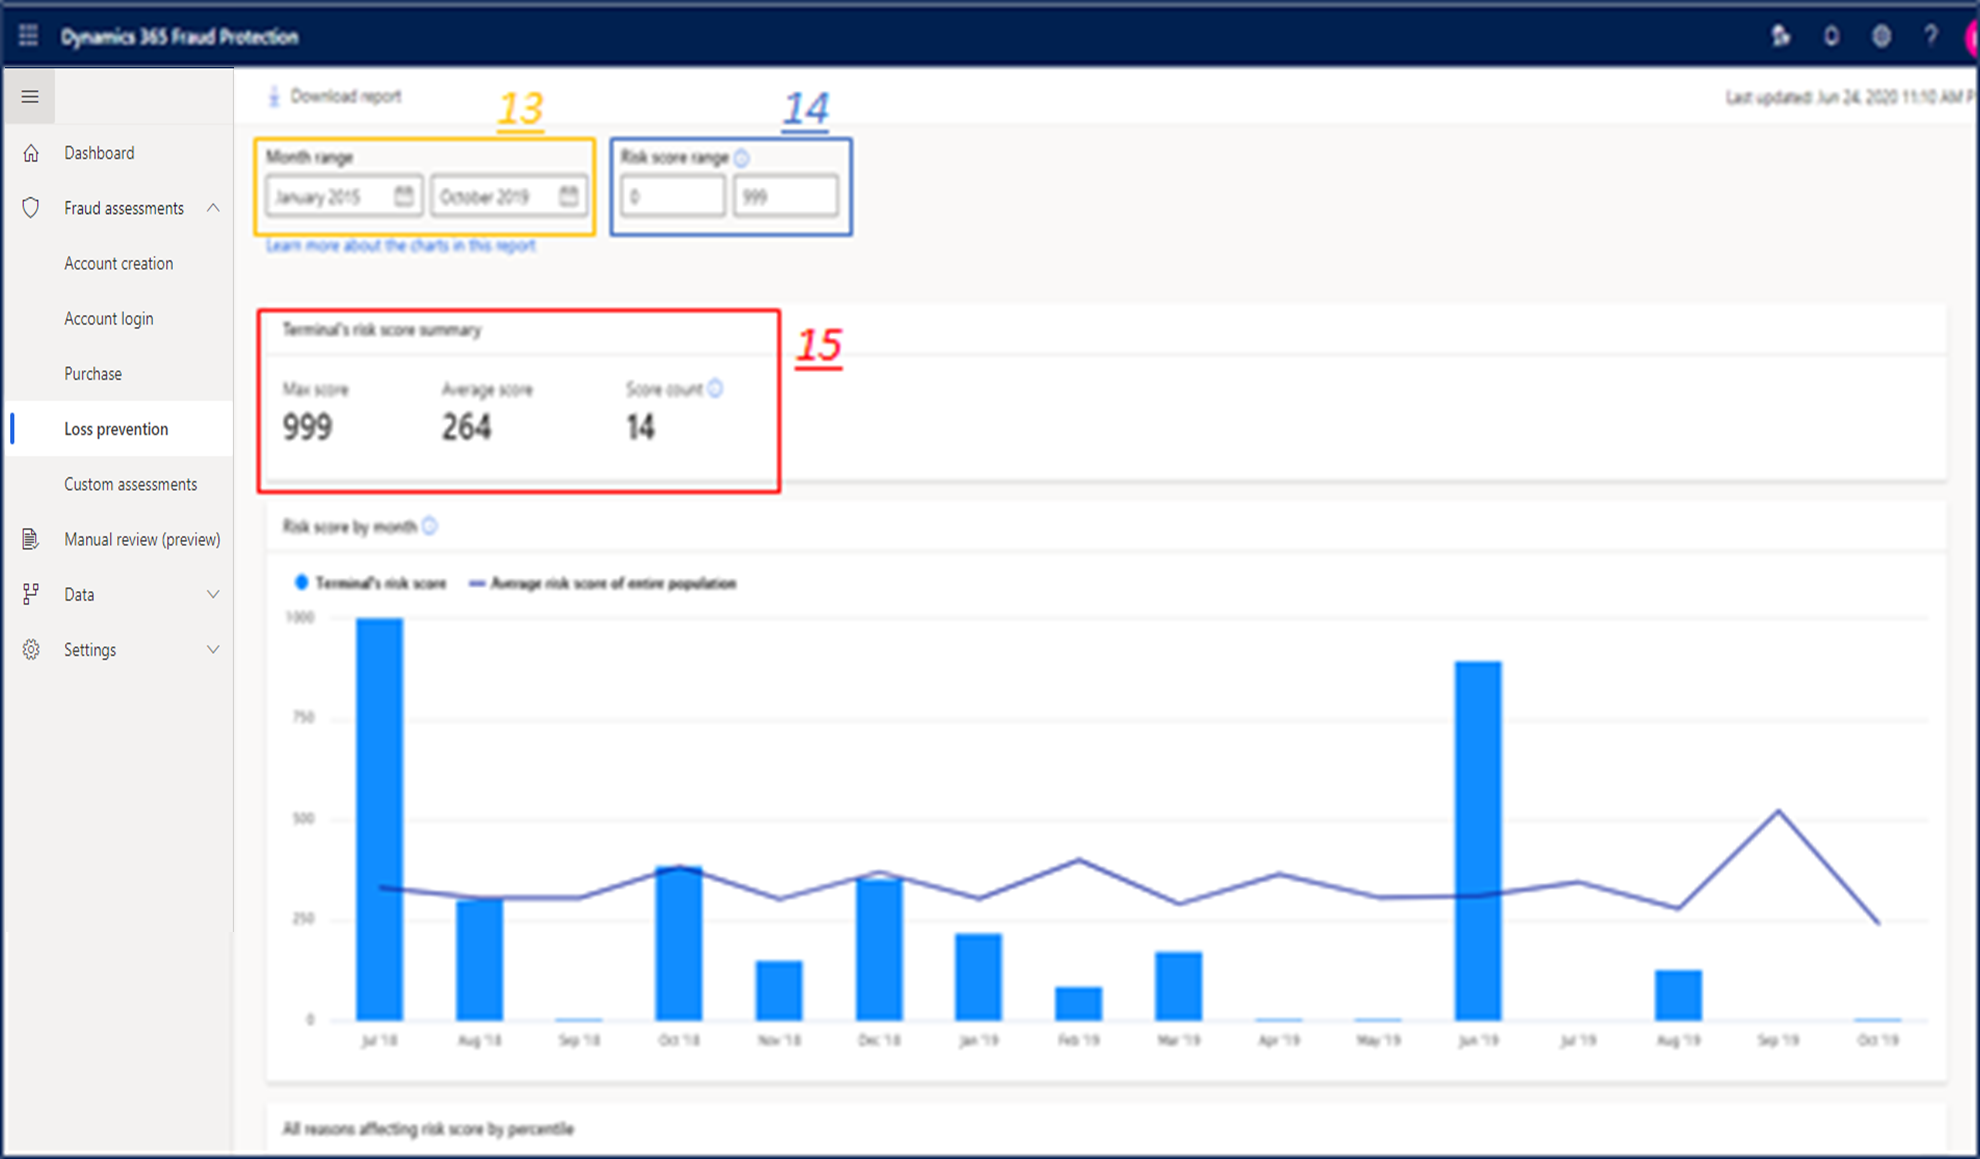 Dynamics 365 Fraud Protection
?
Download report
Last updated: Jun 24, 2020 11:10 AM P
13
14
Month range
Risk score range
January 2015
October 2019
0
999
Learn more about the charts in this report
Dashboard
Fraud assessments
Account creation
Account login
Purchase
Loss prevention
Custom assessments
Manual review (preview)
Data
Settings
Terminal's risk score summary
15
Max score
Average score
Score count
999
264
14
Risk score by month
Terminal's risk score
Average risk score of entire population
1000
750
500
250
0
Jul '18 Aug '18 Sep '18 Oct '18 Nov '18 Dec '18 Jan '19 Feb '19 Mar '19 Apr '19 May '19 Jun '19 Jul '19 Aug '19 Sep '19 Oct '19
All reasons affecting risk score by percentile